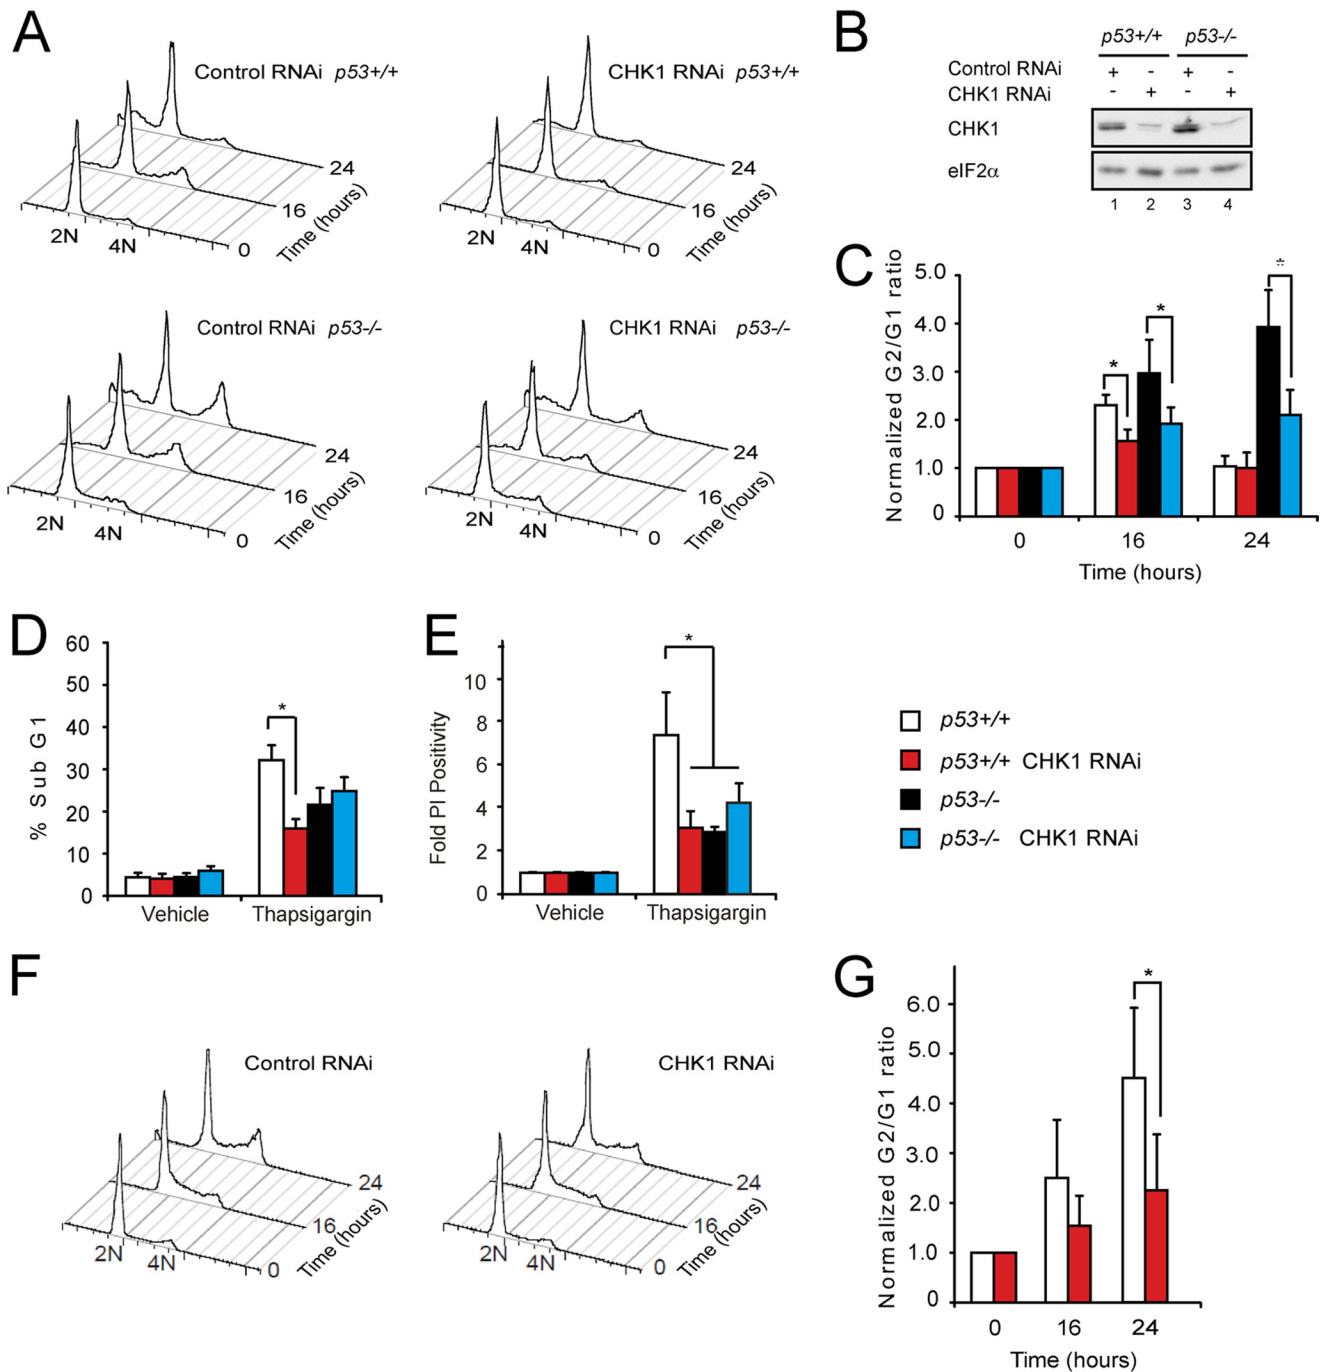 A
Control RNAi p53+/+
24
16
0
2N
4N
Time (hours)
CHK1 RNAi p53+/+
24
16
0
2N
4N
Time (hours)
Control RNAi p53-/-
24
16
0
2N
4N
Time (hours)
CHK1 RNAi p53-/-
24
16
0
2N
4N
Time (hours)
B
p53+/+ p53-/-
Control RNAi + - + -
CHK1 RNAi - + - +
CHK1
eIF2α
1 2 3 4
C
Normalized G2/G1 ratio
5.0
4.0
3.0
2.0
1.0
0
* * *
0 16 24
Time (hours)
D
% Sub G1
60
50
40
30
20
10
0
*
Vehicle Thapsigargin
E
Fold PI Positivity
10
8
6
4
2
0
*
Vehicle Thapsigargin
p53+/+
p53+/+ CHK1 RNAi
p53-/-
p53-/- CHK1 RNAi
F
Control RNAi
24
16
0
2N
4N
Time (hours)
CHK1 RNAi
24
16
0
2N
4N
Time (hours)
G
Normalized G2/G1 ratio
6.0
5.0
4.0
3.0
2.0
1.0
0
*
0 16 24
Time (hours)